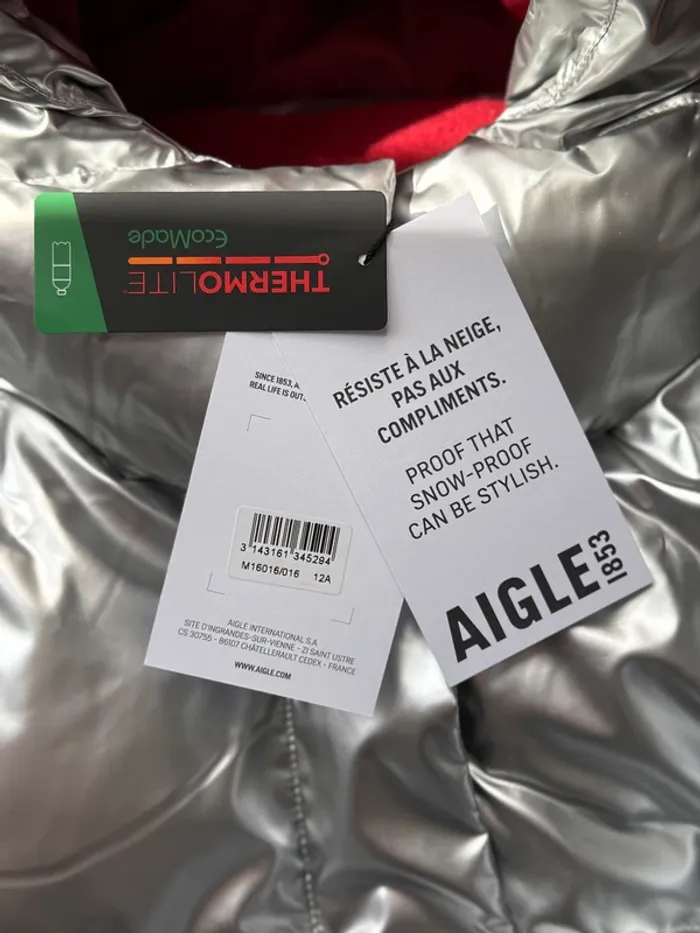 THERMOLITE
EcoMade
RÉSISTE À LA NEIGE,
PAS AUX
COMPLIMENTS.
PROOF THAT
SNOW-PROOF
CAN BE STYLISH.
AIGLE
1853
SINCE 1853, A
REAL LIFE IS
3 143161 345294
M16016/016 12A
AIGLE INTERNATIONAL S.A
SITE D'INGRANDES-SUR-VIENNE - ZI SAINT USTRE
CS 30755 - 86107 CHÂTELLERAULT CEDEX - FRANCE
WWW.AIGLE.COM